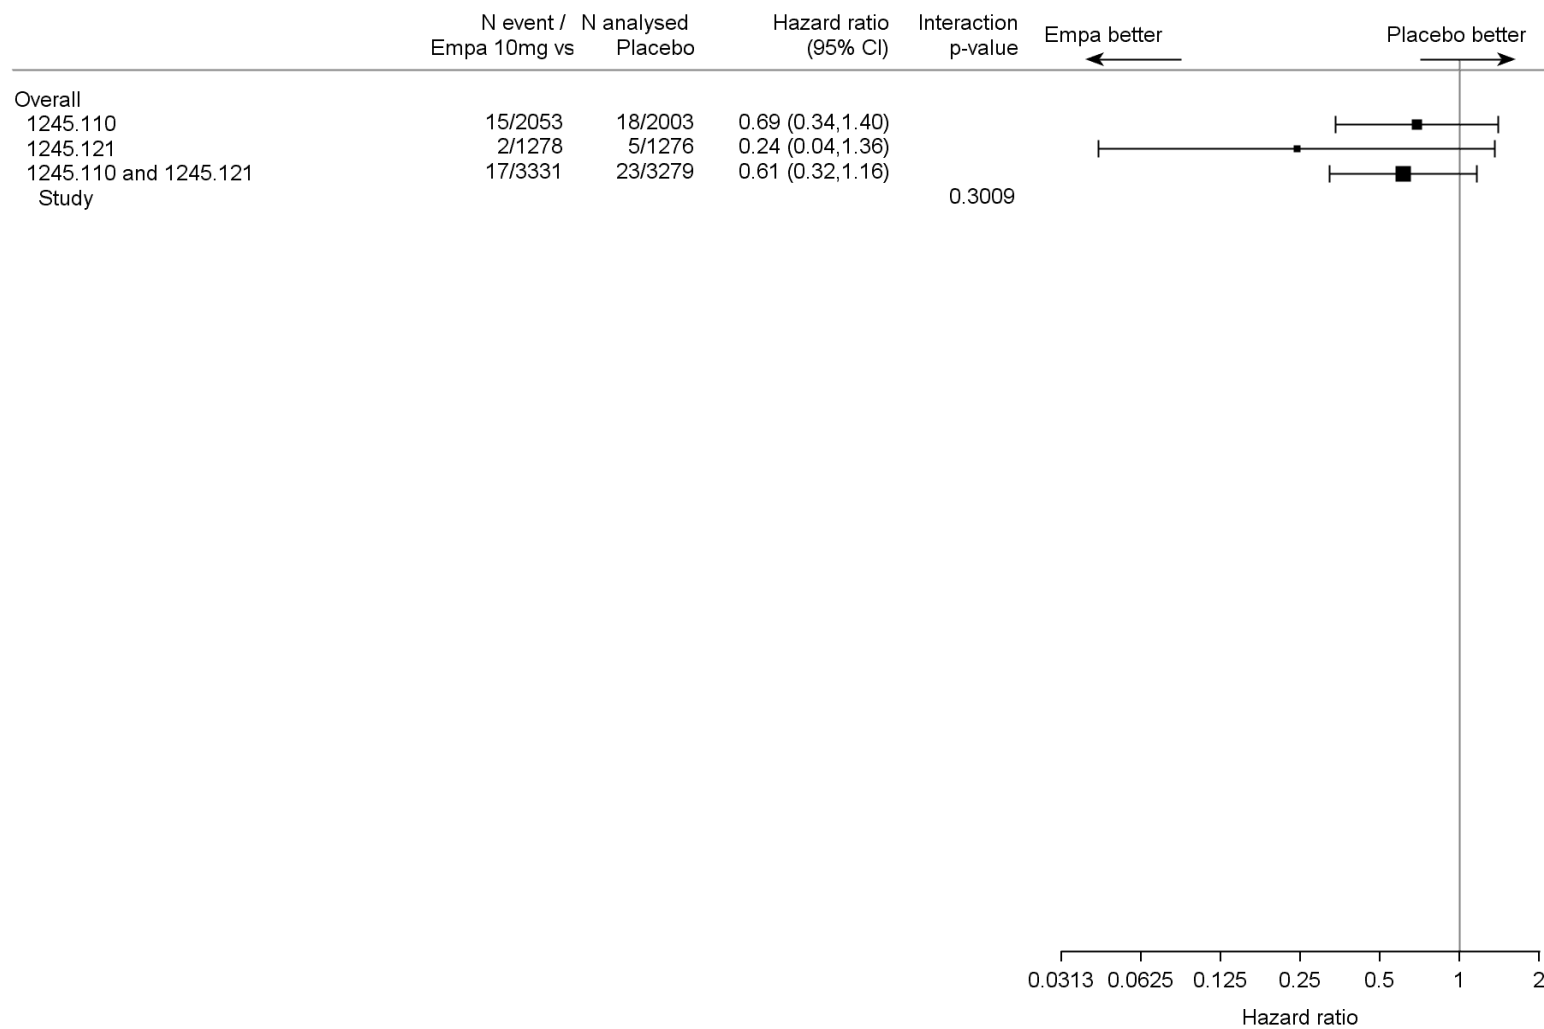 N event / N analysed Hazard ratio Interaction
Empa 10mg vs Placebo (95% CI) p-value Empa better Placebo better
Overall
1245.110 15/2053 18/2003 0.69 (0.34,1.40)
1245.121 2/1278 5/1276 0.24 (0.04,1.36)
1245.110 and 1245.121 17/3331 23/3279 0.61 (0.32,1.16)
Study 0.3009
0.0313 0.0625 0.125 0.25 0.5 1 2
Hazard ratio